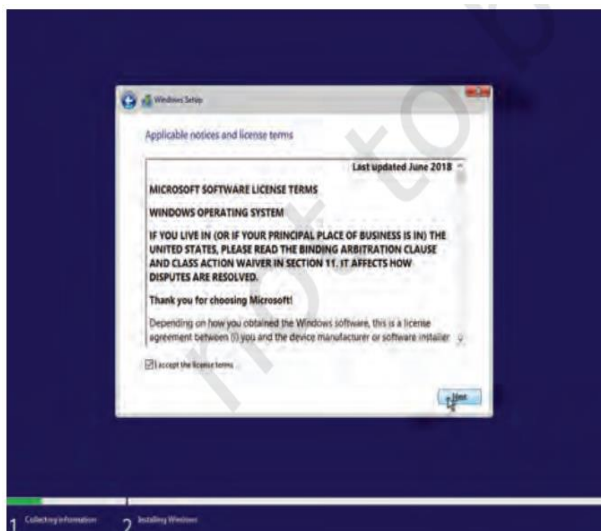 Windows Setup
Applicable notices and license terms
Last updated June 2018
MICROSOFT SOFTWARE LICENSE TERMS
WINDOWS OPERATING SYSTEM
IF YOU LIVE IN (OR IF YOUR PRINCIPAL PLACE OF BUSINESS IS IN) THE
UNITED STATES, PLEASE READ THE BINDING ARBITRATION CLAUSE
AND CLASS ACTION WAIVER IN SECTION 11. IT AFFECTS HOW
DISPUTES ARE RESOLVED.
Thank you for choosing Microsoft!
Depending on how you obtained the Windows software, this is a license
agreement between (i) you and the device manufacturer or software installer
I accept the license terms
Next
1 Collecting information
2 Installing Windows
not to b